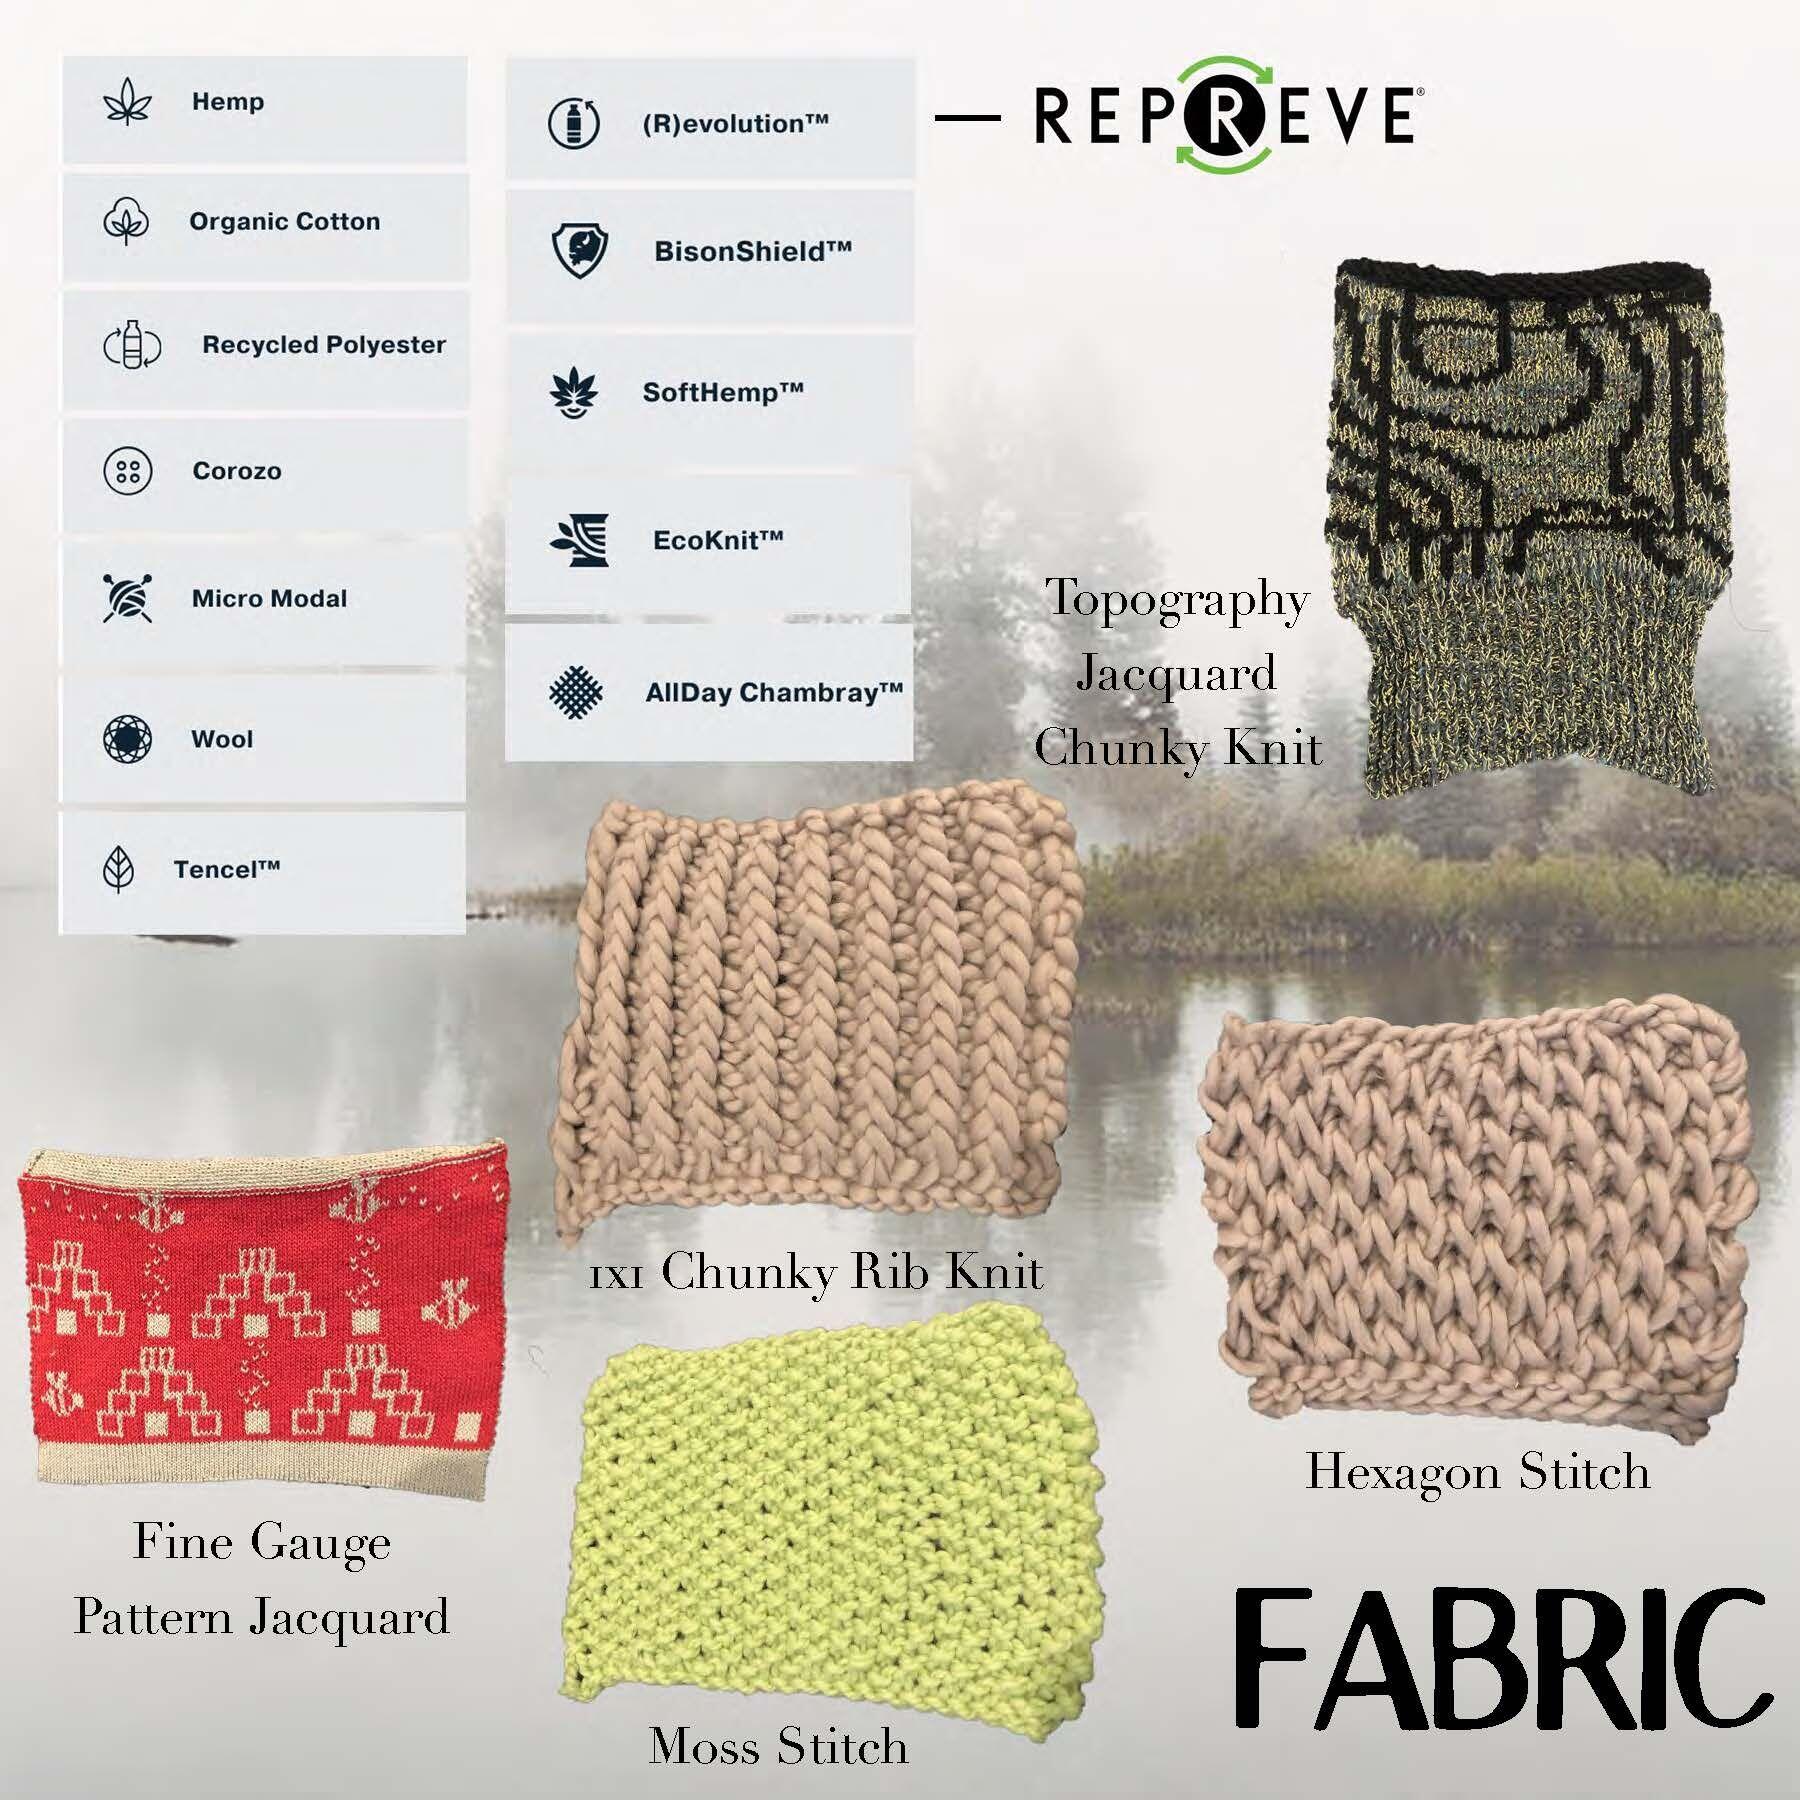 Hemp
Organic Cotton
Recycled Polyester
Corozo
Micro Modal
Wool
Tencel™
(R)evolution™
BisonShield™
SoftHemp™
EcoKnit™
AllDay Chambray™
REPREVE®
Topography
Jacquard
Chunky Knit
1x1 Chunky Rib Knit
Hexagon Stitch
Fine Gauge
Pattern Jacquard
Moss Stitch
FABRIC